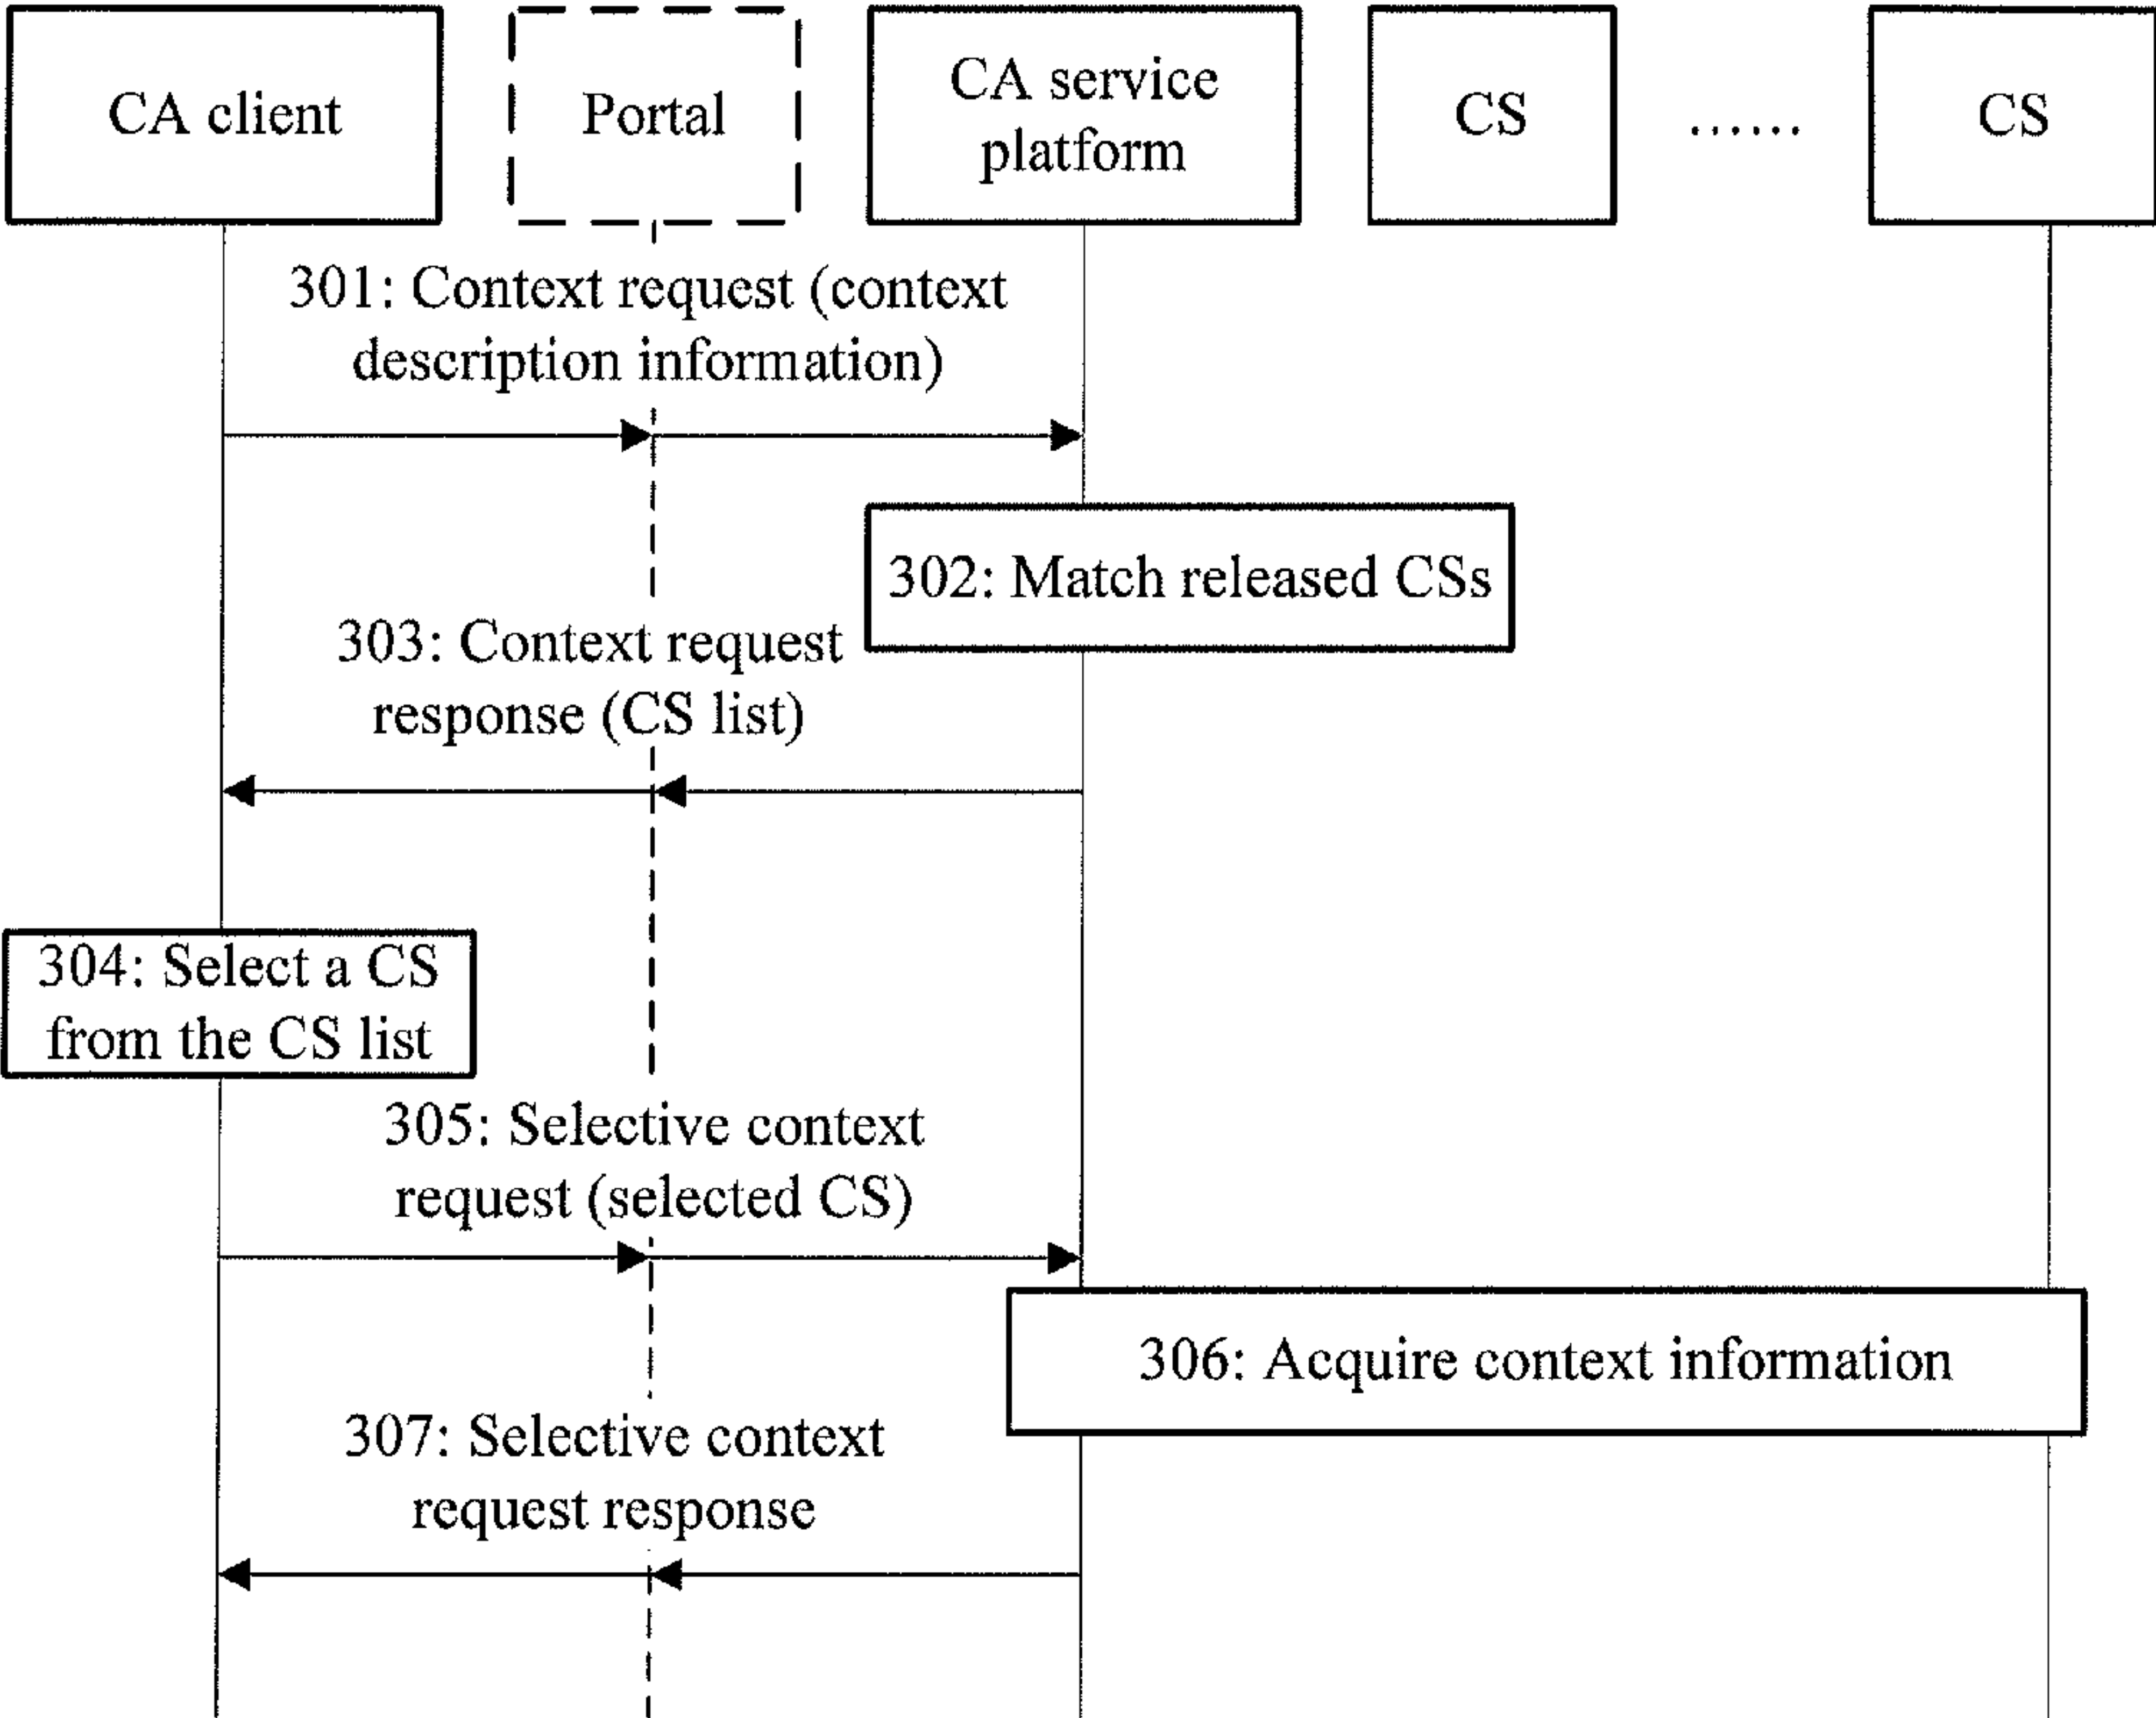 CA client
Portal
CA service
platform
CS
......
CS
301: Context request (context
description information)
302: Match released CSs
303: Context request
response (CS list)
304: Select a CS
from the CS list
305: Selective context
request (selected CS)
306: Acquire context information
307: Selective context
request response